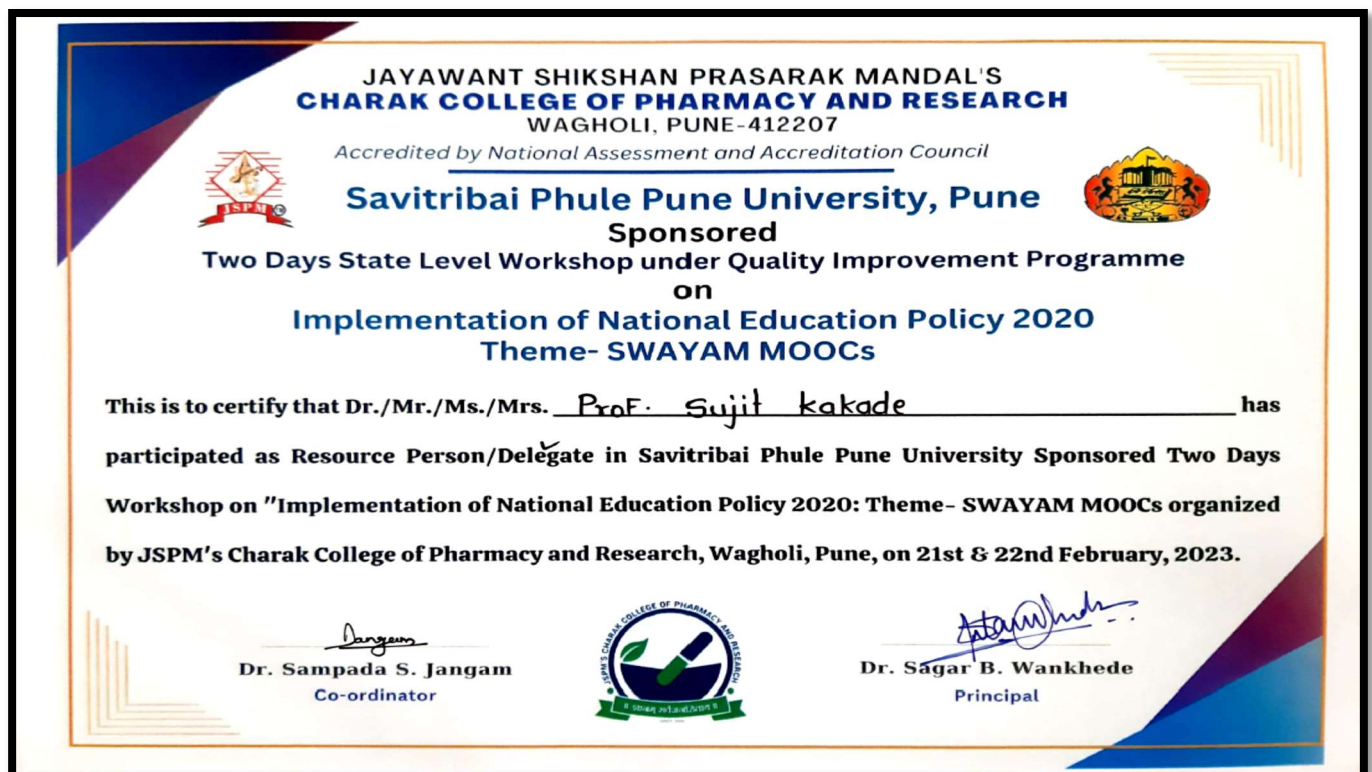 JAYAWANT SHIKSHAN PRASARAK MANDAL'S
CHARAK COLLEGE OF PHARMACY AND RESEARCH
WAGHOLI, PUNE-412207
Accredited by National Assessment and Accreditation Council
JSPM
Savitribai Phule Pune University, Pune
Sponsored
Two Days State Level Workshop under Quality Improvement Programme
on
Implementation of National Education Policy 2020
Theme- SWAYAM MOOCs
This is to certify that Dr./Mr./Ms./Mrs. Prof. Sujit kakade has
participated as Resource Person/Delegate in Savitribai Phule Pune University Sponsored Two Days
Workshop on "Implementation of National Education Policy 2020: Theme- SWAYAM MOOCs organized
by JSPM's Charak College of Pharmacy and Research, Wagholi, Pune, on 21st & 22nd February, 2023.
JSPM'S CHARAK COLLEGE OF PHARMACY AND RESEARCH
Dr. Sampada S. Jangam
Co-ordinator
Dr. Sagar B. Wankhede
Principal